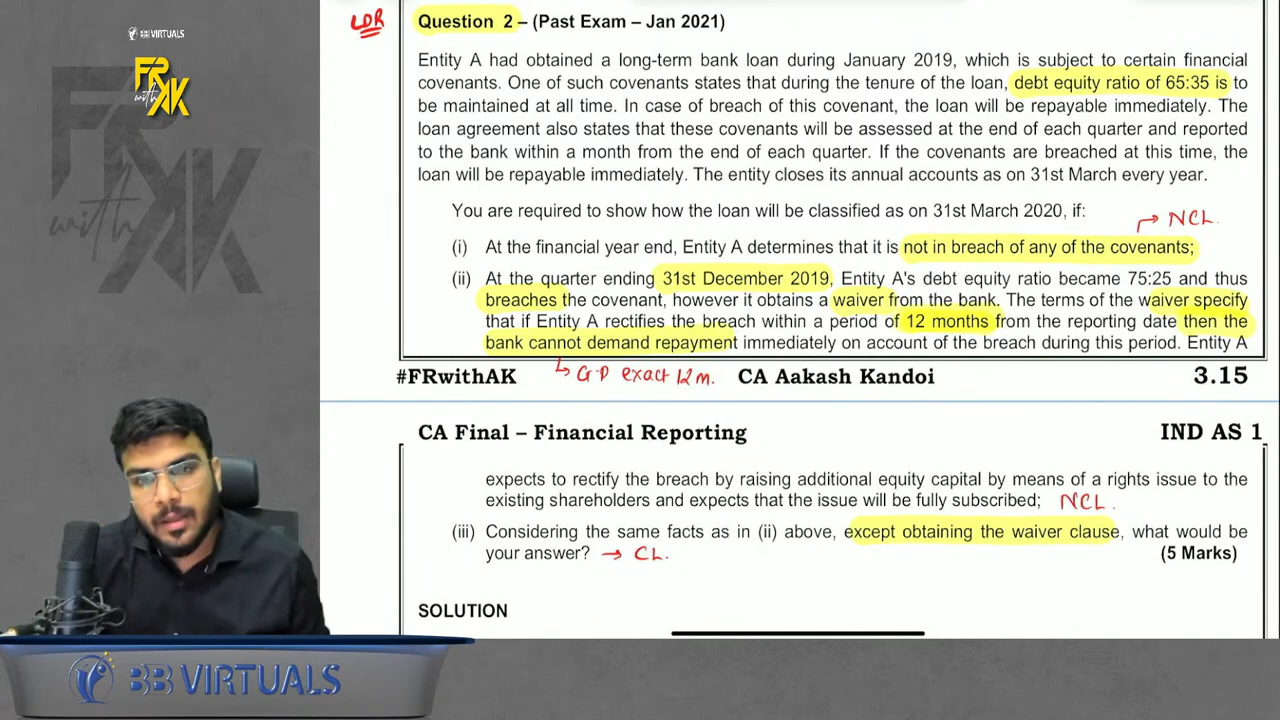 BB VIRTUALS
FR
with
AK
FR
with
AK
LDR
Question 2 – (Past Exam – Jan 2021)
Entity A had obtained a long-term bank loan during January 2019, which is subject to certain financial
covenants. One of such covenants states that during the tenure of the loan, debt equity ratio of 65:35 is to
be maintained at all time. In case of breach of this covenant, the loan will be repayable immediately. The
loan agreement also states that these covenants will be assessed at the end of each quarter and reported
to the bank within a month from the end of each quarter. If the covenants are breached at this time, the
loan will be repayable immediately. The entity closes its annual accounts as on 31st March every year.
You are required to show how the loan will be classified as on 31st March 2020, if:
→ NCL
(i) At the financial year end, Entity A determines that it is not in breach of any of the covenants;
(ii) At the quarter ending 31st December 2019, Entity A's debt equity ratio became 75:25 and thus
breaches the covenant, however it obtains a waiver from the bank. The terms of the waiver specify
that if Entity A rectifies the breach within a period of 12 months from the reporting date then the
bank cannot demand repayment immediately on account of the breach during this period. Entity A
#FRwithAK
↳ G.P exact 12 m.
CA Aakash Kandoi
3.15
CA Final – Financial Reporting
IND AS 1
expects to rectify the breach by raising additional equity capital by means of a rights issue to the
existing shareholders and expects that the issue will be fully subscribed; NCL
(iii) Considering the same facts as in (ii) above, except obtaining the waiver clause, what would be
your answer? → CL. (5 Marks)
SOLUTION
BB VIRTUALS